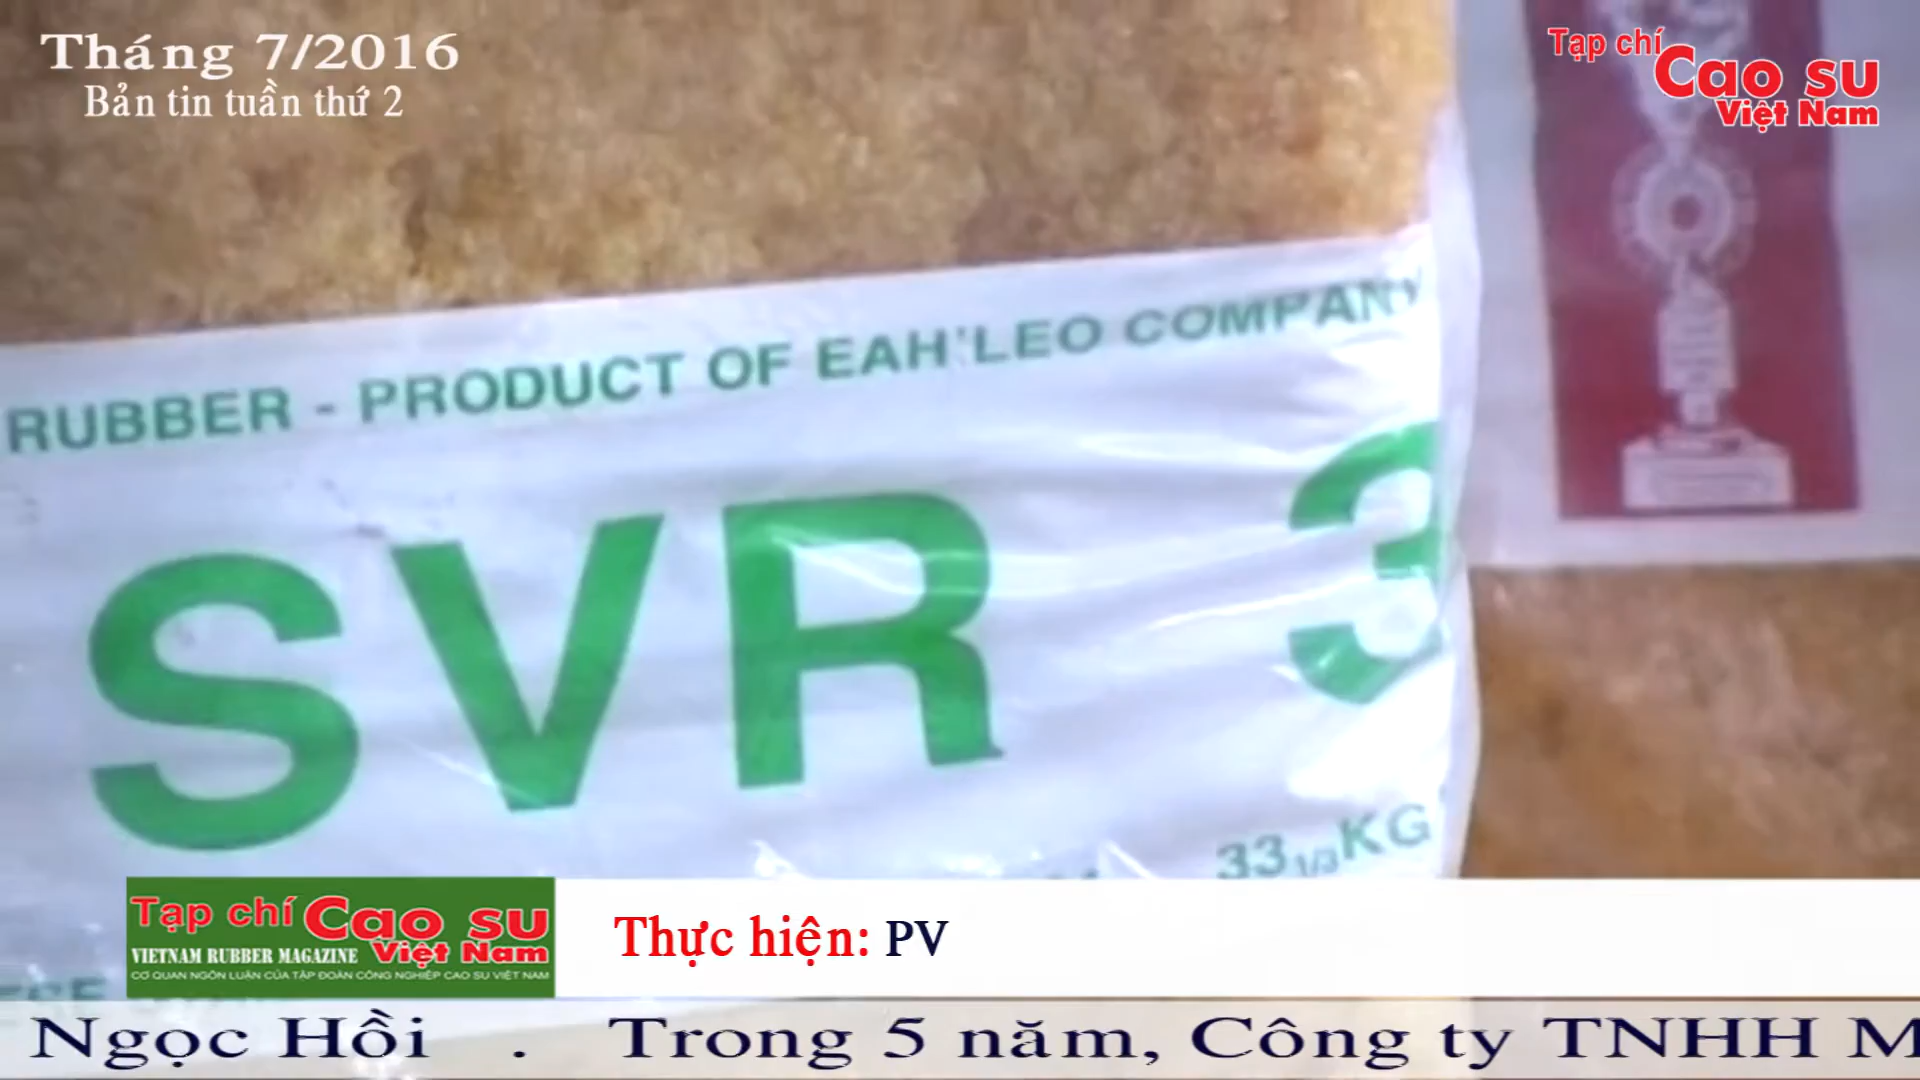 Tháng 7/2016
Bản tin tuần thứ 2
Tạp chí
Cao su
Việt Nam
RUBBER - PRODUCT OF EAH'LEO COMPANY
SVR 3
33 1/3 KG
Tạp chí Cao su
VIETNAM RUBBER MAGAZINE Việt Nam
CƠ QUAN NGÔN LUẬN CỦA TẬP ĐOÀN CÔNG NGHIỆP CAO SU VIỆT NAM
Thực hiện: PV
Ngọc Hồi . Trong 5 năm, Công ty TNHH M